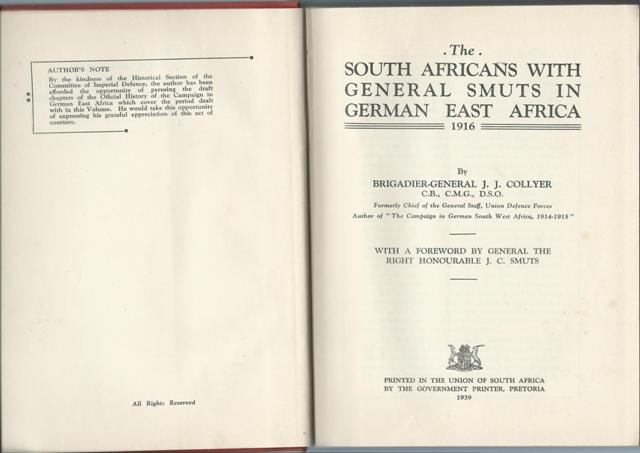 AUTHOR'S NOTE
By the kindness of the Historical Section of the
Committee of Imperial Defence, the author has been
afforded the opportunity of perusing the draft
chapters of the Official History of the Campaign in
German East Africa which cover the period dealt
with in this Volume. He would take this opportunity
of expressing his grateful appreciation of this act of
courtesy.
All Rights Reserved
. The .
SOUTH AFRICANS WITH
GENERAL SMUTS IN
GERMAN EAST AFRICA
1916
By
BRIGADIER-GENERAL J. J. COLLYER
C.B., C.M.G., D.S.O.
Formerly Chief of the General Staff, Union Defence Forces
Author of "The Campaign in German South West Africa, 1914-1915"
WITH A FOREWORD BY GENERAL THE
RIGHT HONOURABLE J. C. SMUTS
PRINTED IN THE UNION OF SOUTH AFRICA
BY THE GOVERNMENT PRINTER, PRETORIA
1939